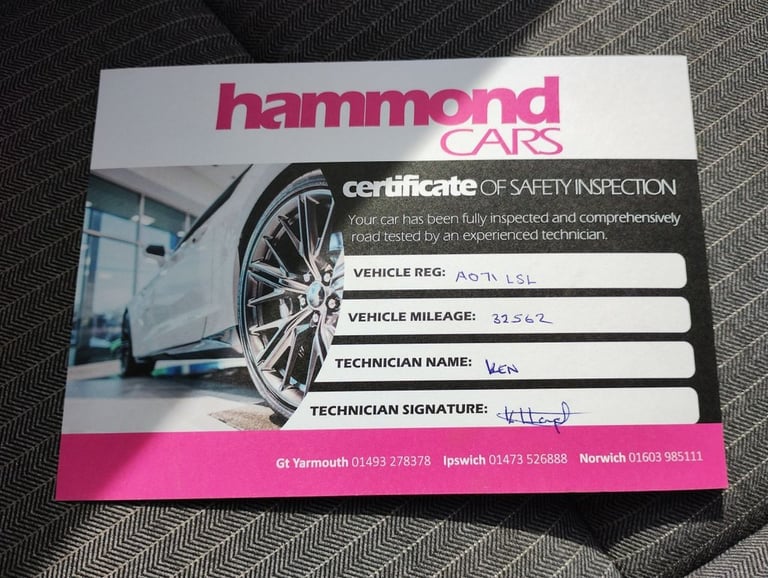 hammond
CARS
certificate OF SAFETY INSPECTION
Your car has been fully inspected and comprehensively
road tested by an experienced technician.
VEHICLE REG: AO71 LSL
VEHICLE MILEAGE: 32562
TECHNICIAN NAME: KEN
TECHNICIAN SIGNATURE:
Gt Yarmouth 01493 278378 Ipswich 01473 526888 Norwich 01603 985111